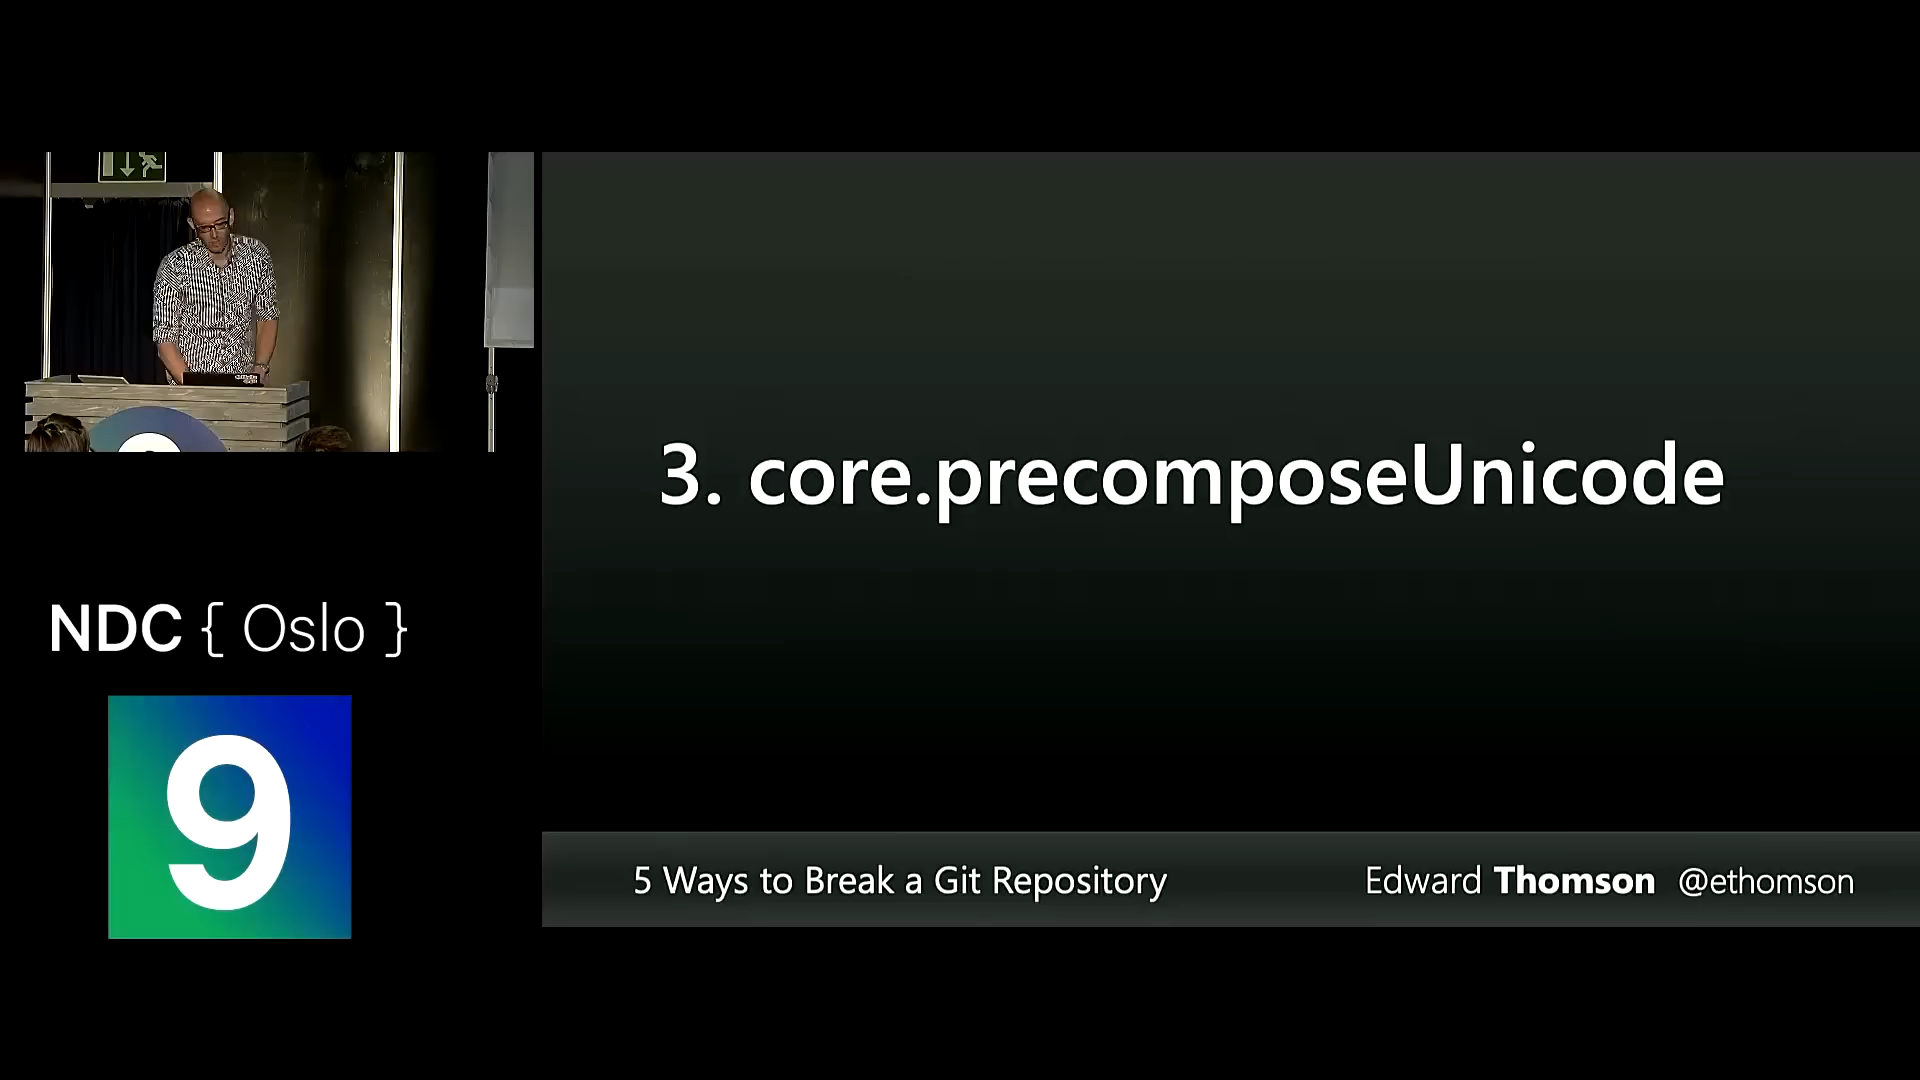 3. core.precomposeUnicode
NDC { Oslo }
9
5 Ways to Break a Git Repository
Edward Thomson @ethomson